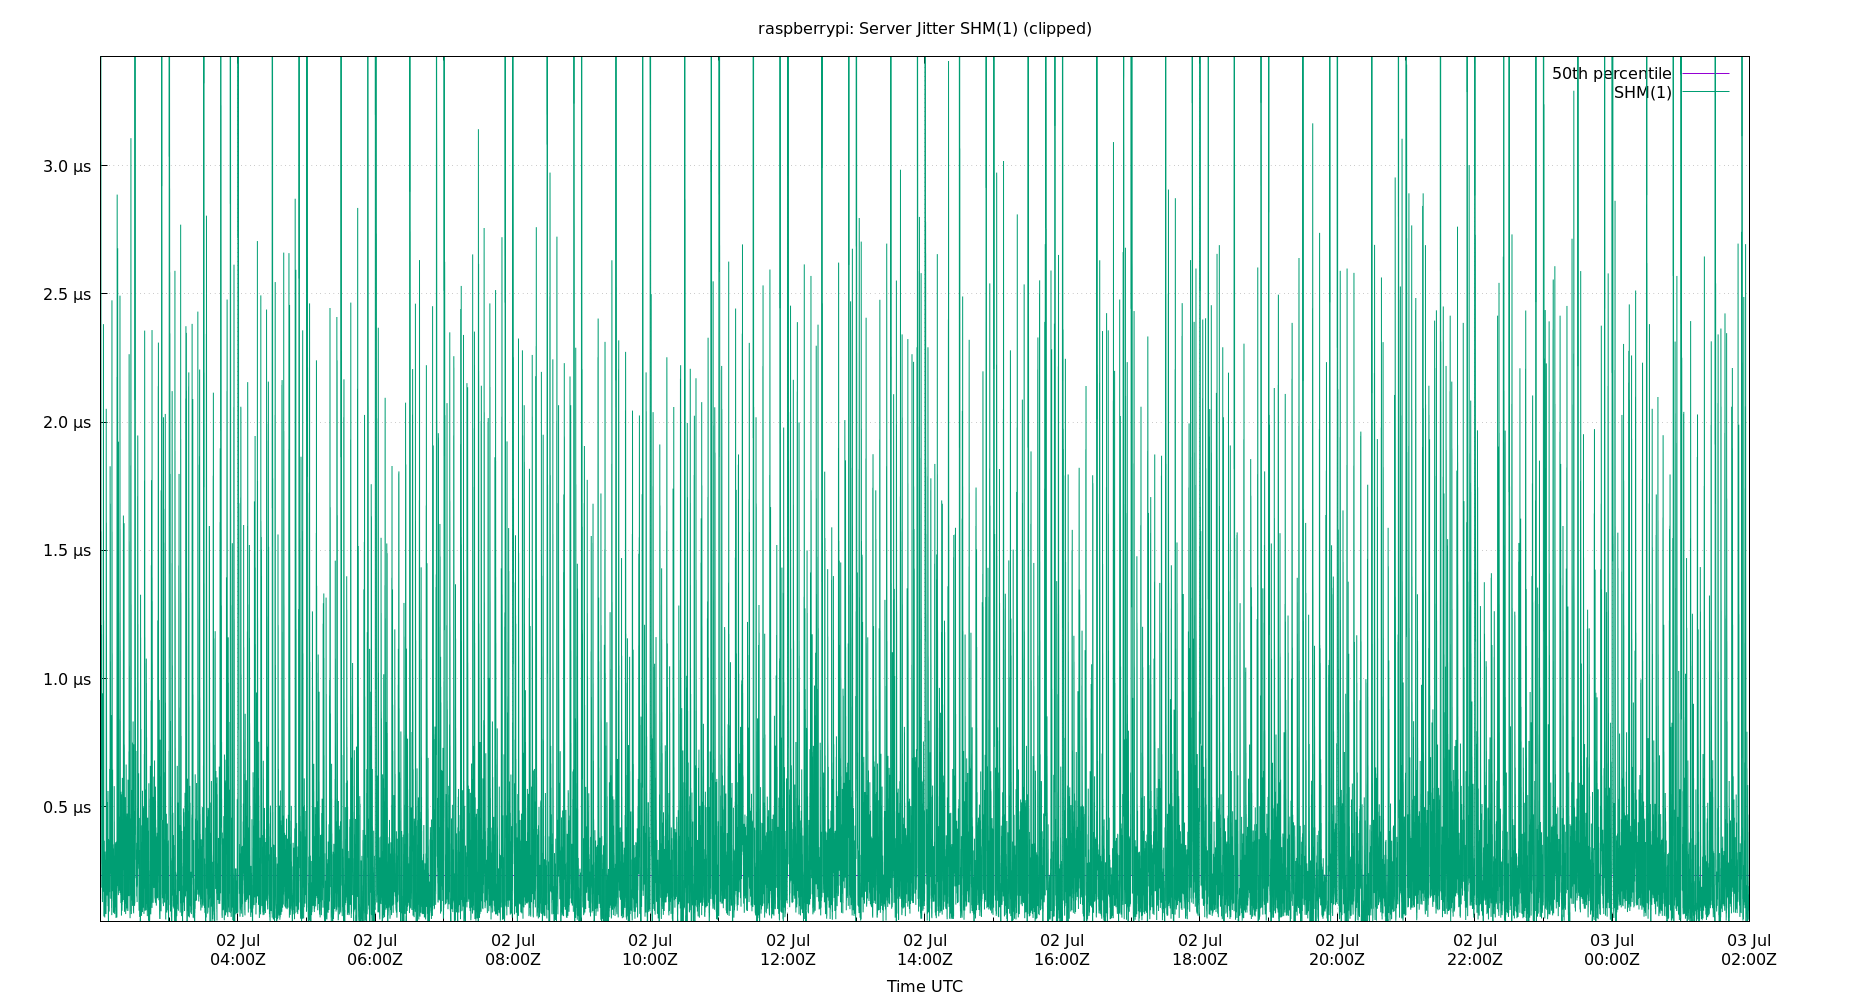 raspberrypi: Server Jitter SHM(1) (clipped)
50th percentile
SHM(1)
3.0 µs
2.5 µs
2.0 µs
1.5 µs
1.0 µs
0.5 µs
02 Jul 02 Jul 02 Jul 02 Jul 02 Jul 02 Jul 02 Jul 02 Jul 02 Jul 02 Jul 03 Jul 03 Jul
04:00Z 06:00Z 08:00Z 10:00Z 12:00Z 14:00Z 16:00Z 18:00Z 20:00Z 22:00Z 00:00Z 02:00Z
Time UTC